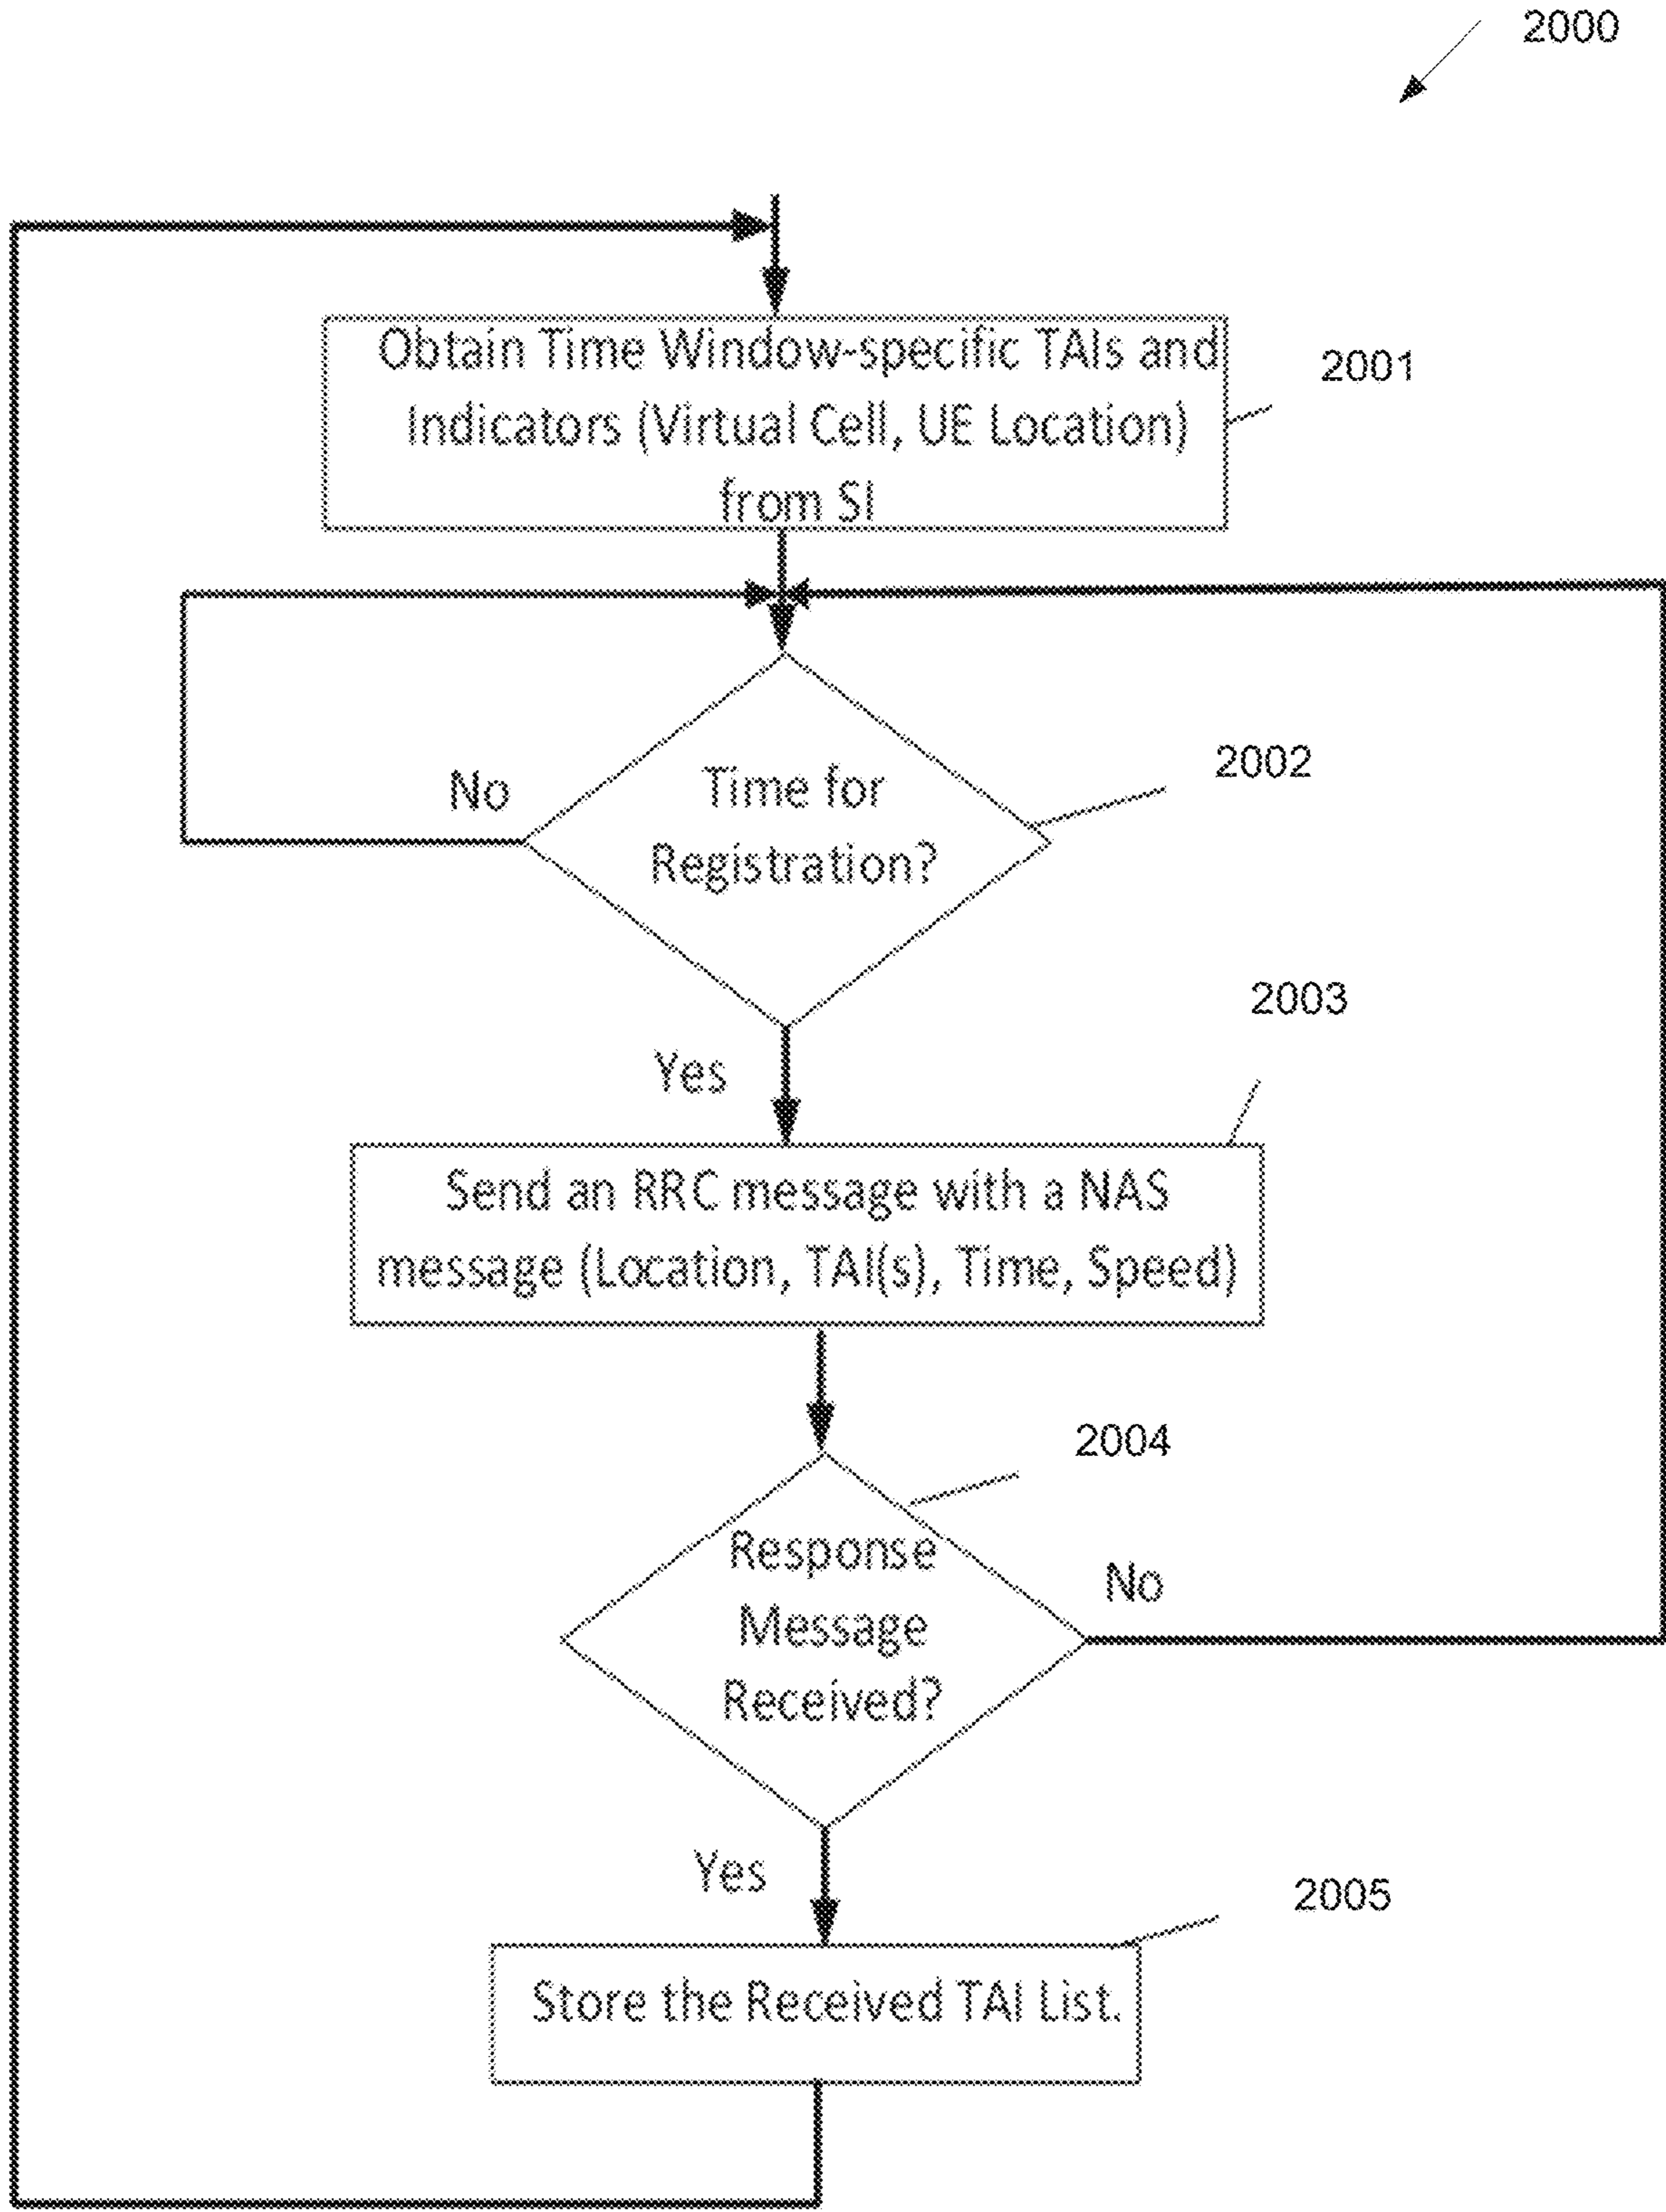 2000
Obtain Time Window-specific TAIs and
Indicators (Virtual Cell, UE Location)
from SI
2001
Time for
Registration?
2002
No
Yes
2003
Send an RRC message with a NAS
message (Location, TAI(s), Time, Speed)
2004
Response
Message
Received?
No
Yes
2005
Store the Received TAI List.